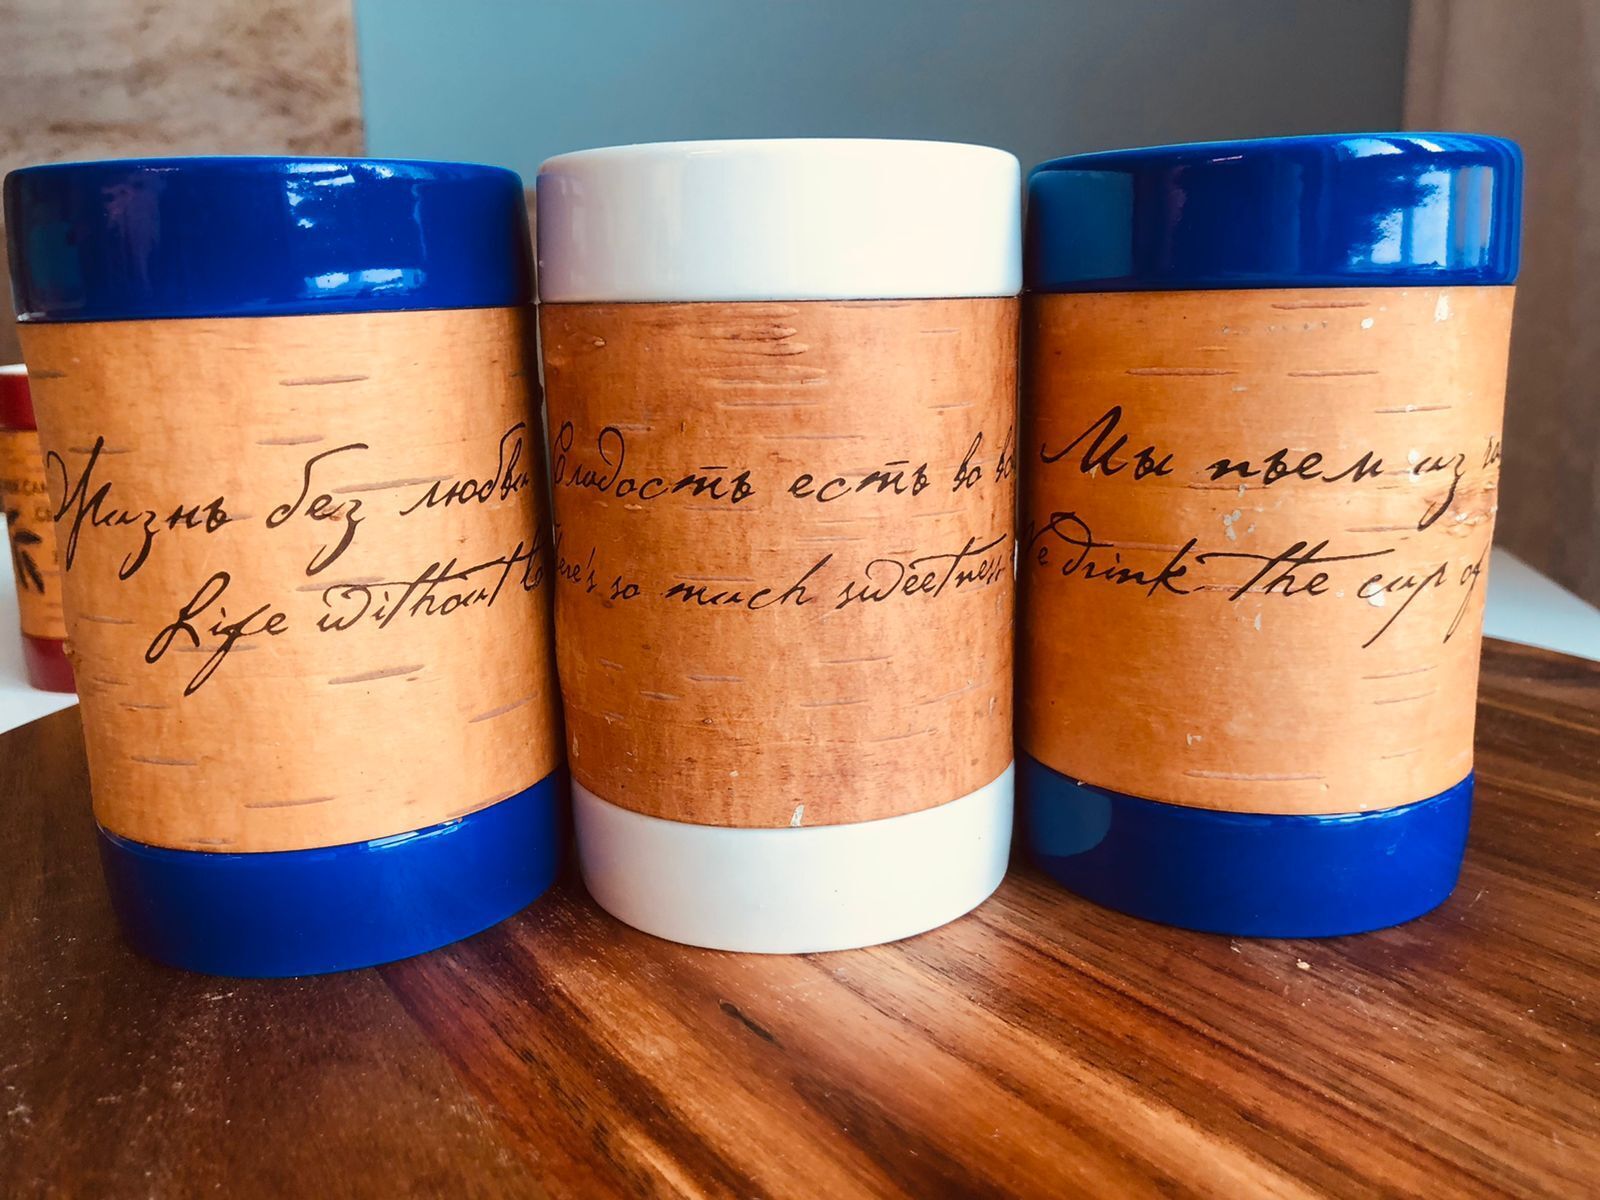 Жизнь без любви
Life without
Сладость есть во
There's so much sweetness
Мы пьем из
We drink the cup of